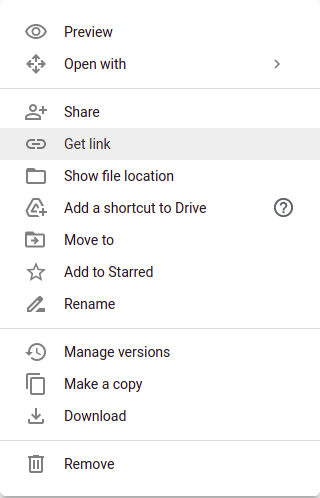 Preview
Open with
Share
Get link
Show file location
Add a shortcut to Drive
Move to
Add to Starred
Rename
Manage versions
Make a copy
Download
Remove